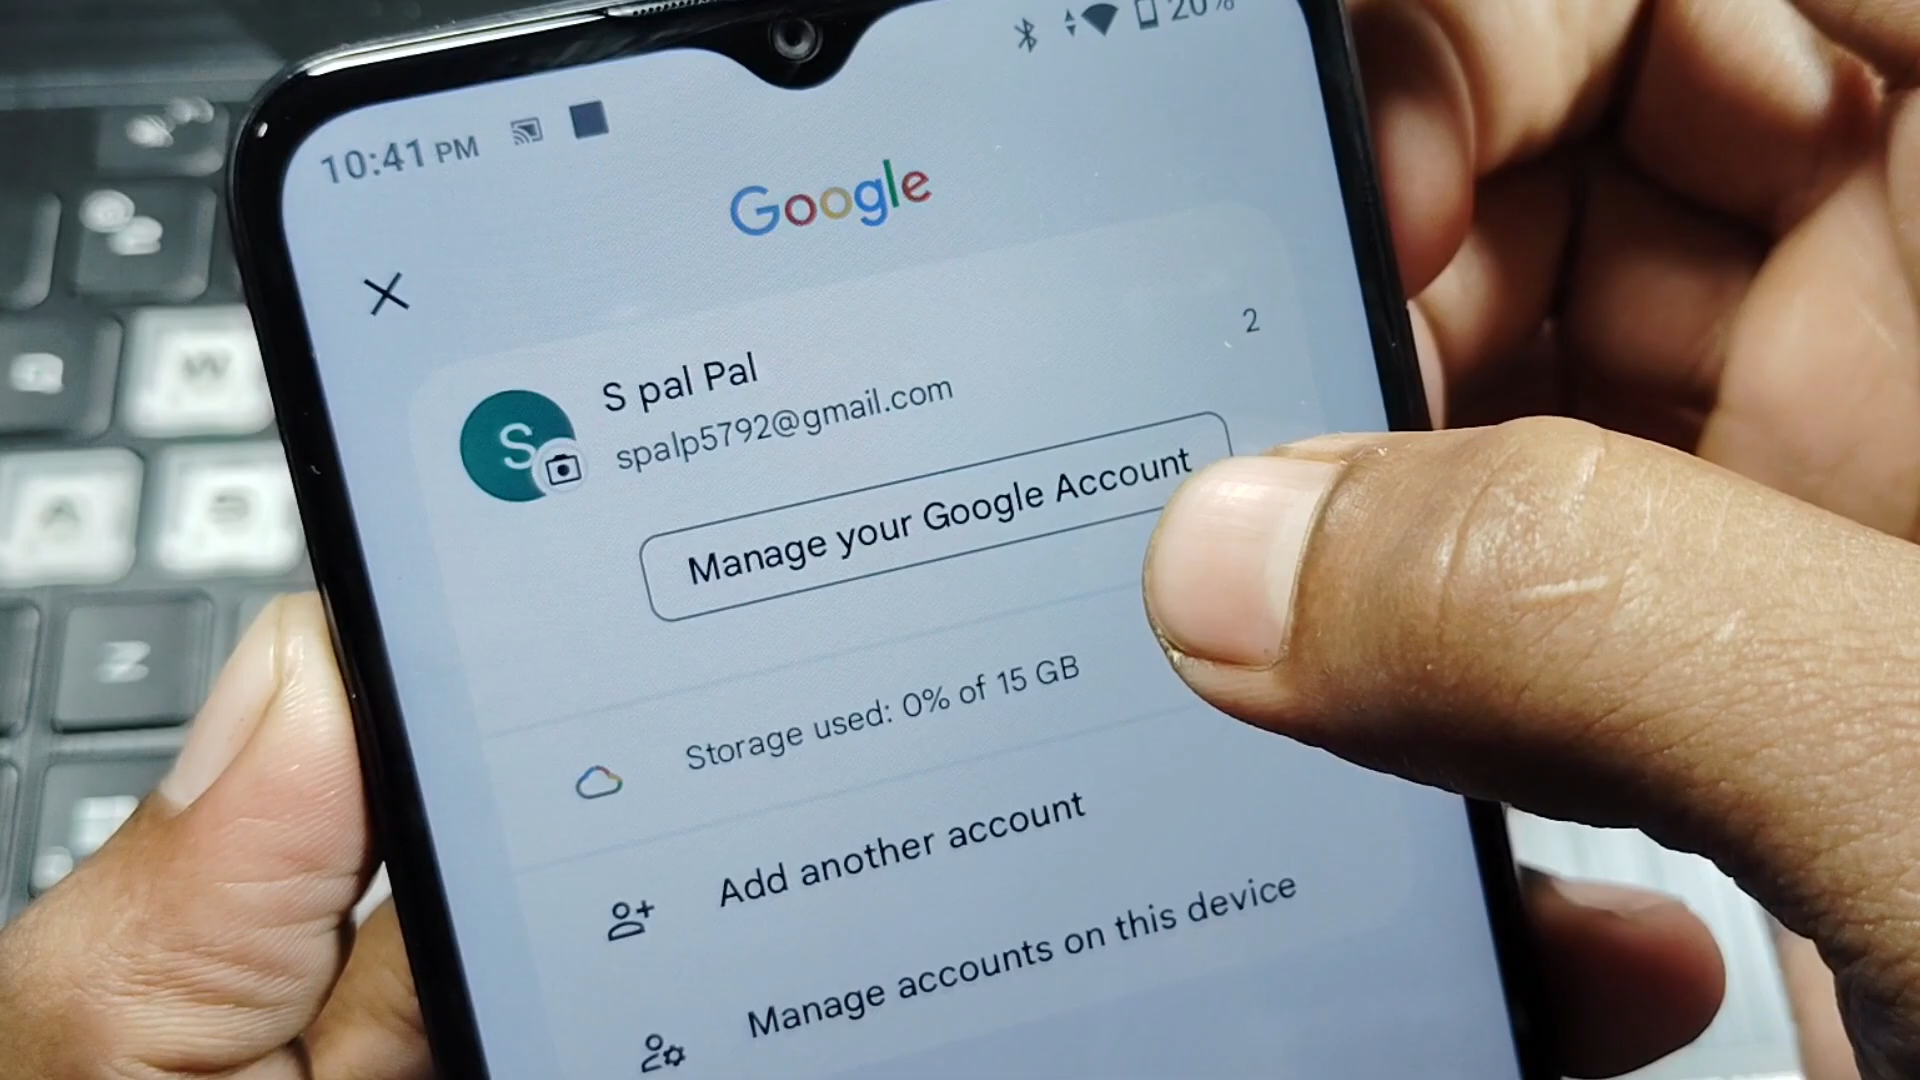 10:41 PM
20%
Google
S pal Pal
2
spalp5792@gmail.com
Manage your Google Account
Storage used: 0% of 15 GB
Add another account
Manage accounts on this device
W
A
S
Z